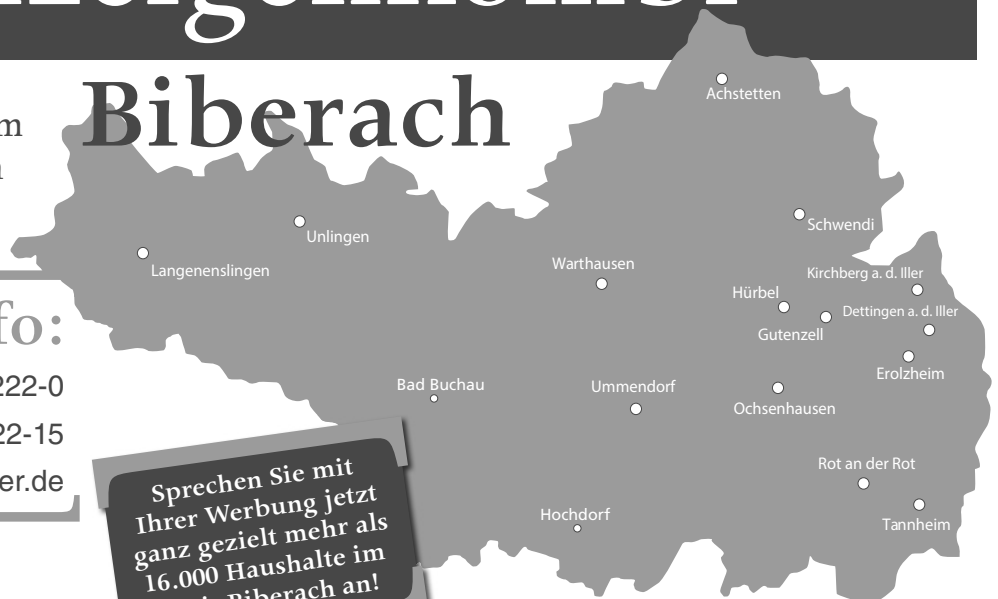 Biberach
m
fo:
222-0
22-15
er.de
Achstetten
Schwendi
Unlingen
Langenenslingen
Warthausen
Kirchberg a. d. Iller
Hürbel
Dettingen a. d. Iller
Gutenzell
Erolzheim
Bad Buchau
Ummendorf
Ochsenhausen
Rot an der Rot
Hochdorf
Tannheim
Sprechen Sie mit
Ihrer Werbung jetzt
ganz gezielt mehr als
16.000 Haushalte im
Biberach an!